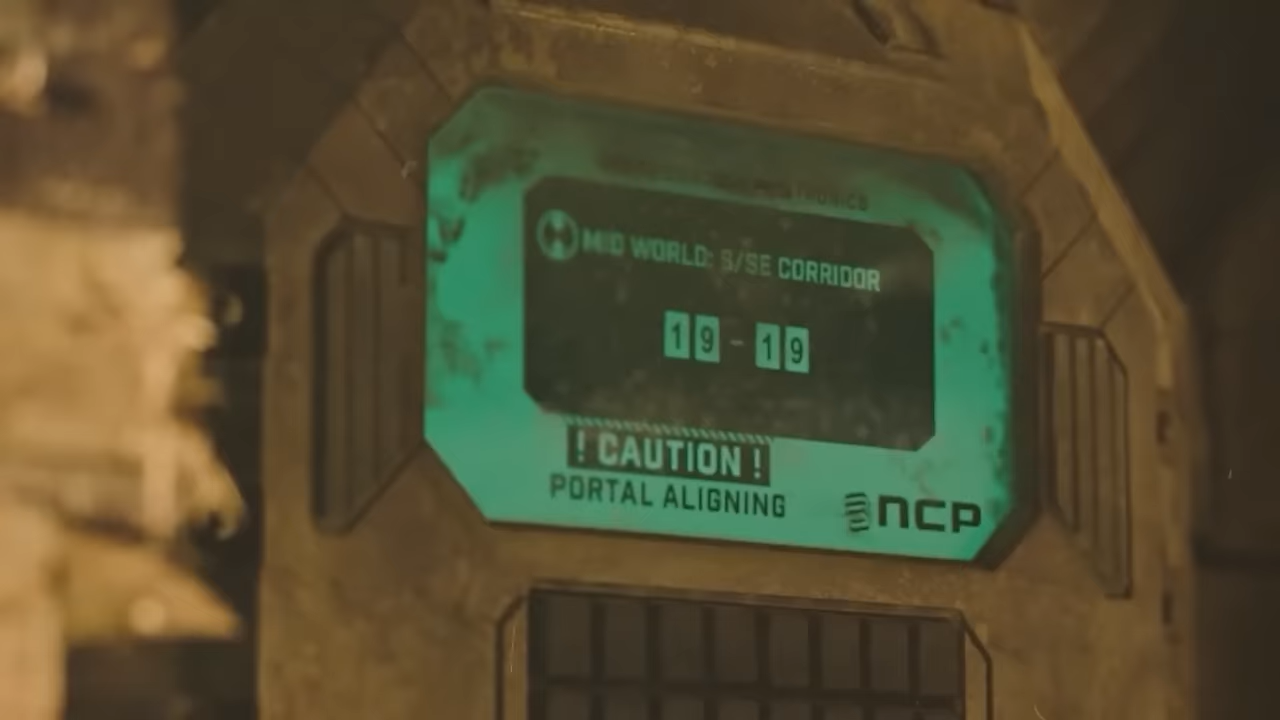 MID WORLD: S/SE CORRIDOR
19-19
! CAUTION !
PORTAL ALIGNING
NCP